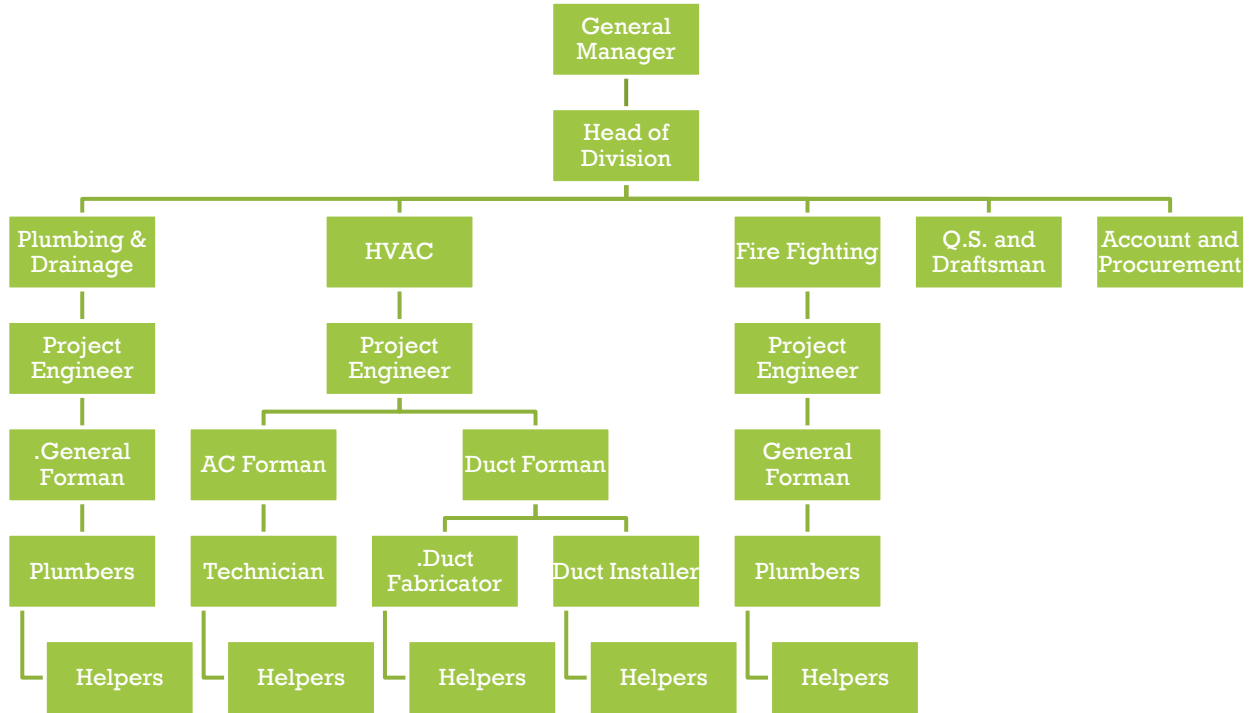 General
Manager
Head of
Division
Plumbing &
Drainage
HVAC
Fire Fighting
Q.S. and
Draftsman
Account and
Procurement
Project
Engineer
Project
Engineer
Project
Engineer
.General
Forman
AC Forman
Duct Forman
General
Forman
Plumbers
Technician
.Duct
Fabricator
Duct Installer
Plumbers
Helpers
Helpers
Helpers
Helpers
Helpers